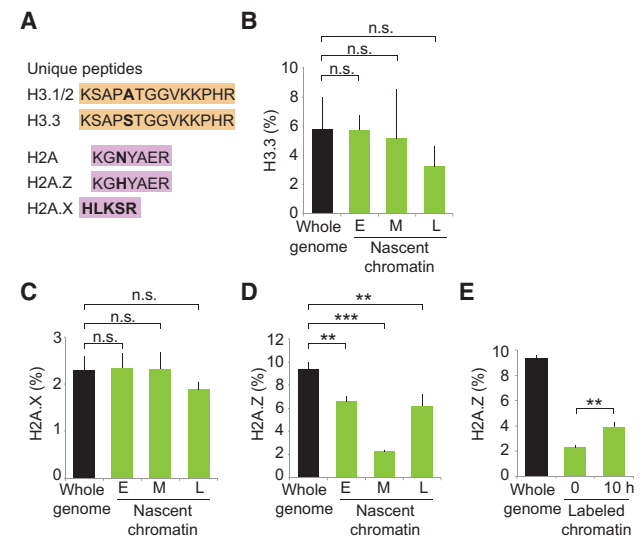 A
Unique peptides
H3.1/2 KSAPATGGVKKPHR
H3.3 KSAPSTGGVKKPHR
H2A KGNYAER
H2A.Z KGHYAER
H2A.X HLKSR
B
n.s.
n.s.
n.s.
10
8
6
4
2
0
H3.3 (%)
Whole genome
E M L
Nascent chromatin
C
n.s.
n.s.
n.s.
3
2
1
0
H2A.X (%)
Whole genome
E M L
Nascent chromatin
D
**
***
**
12
10
8
6
4
2
0
H2A.Z (%)
Whole genome
E M L
Nascent chromatin
E
**
10
8
6
4
2
0
H2A.Z (%)
Whole genome
0 10 h
Labeled chromatin